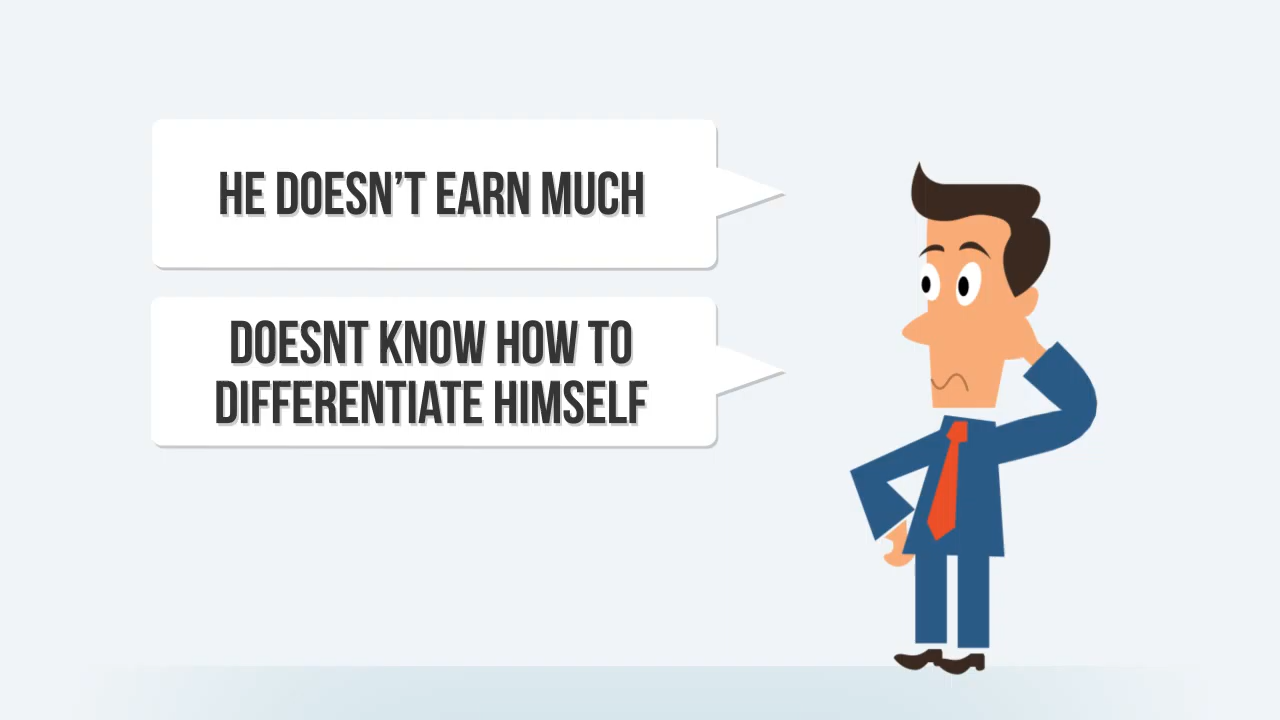 HE DOESN’T EARN MUCH
DOESNT KNOW HOW TO
DIFFERENTIATE HIMSELF